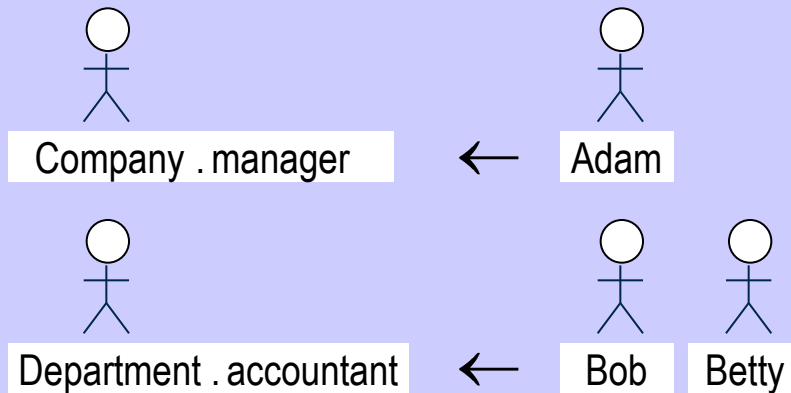 Company . manager ← Adam
Department . accountant ← Bob Betty